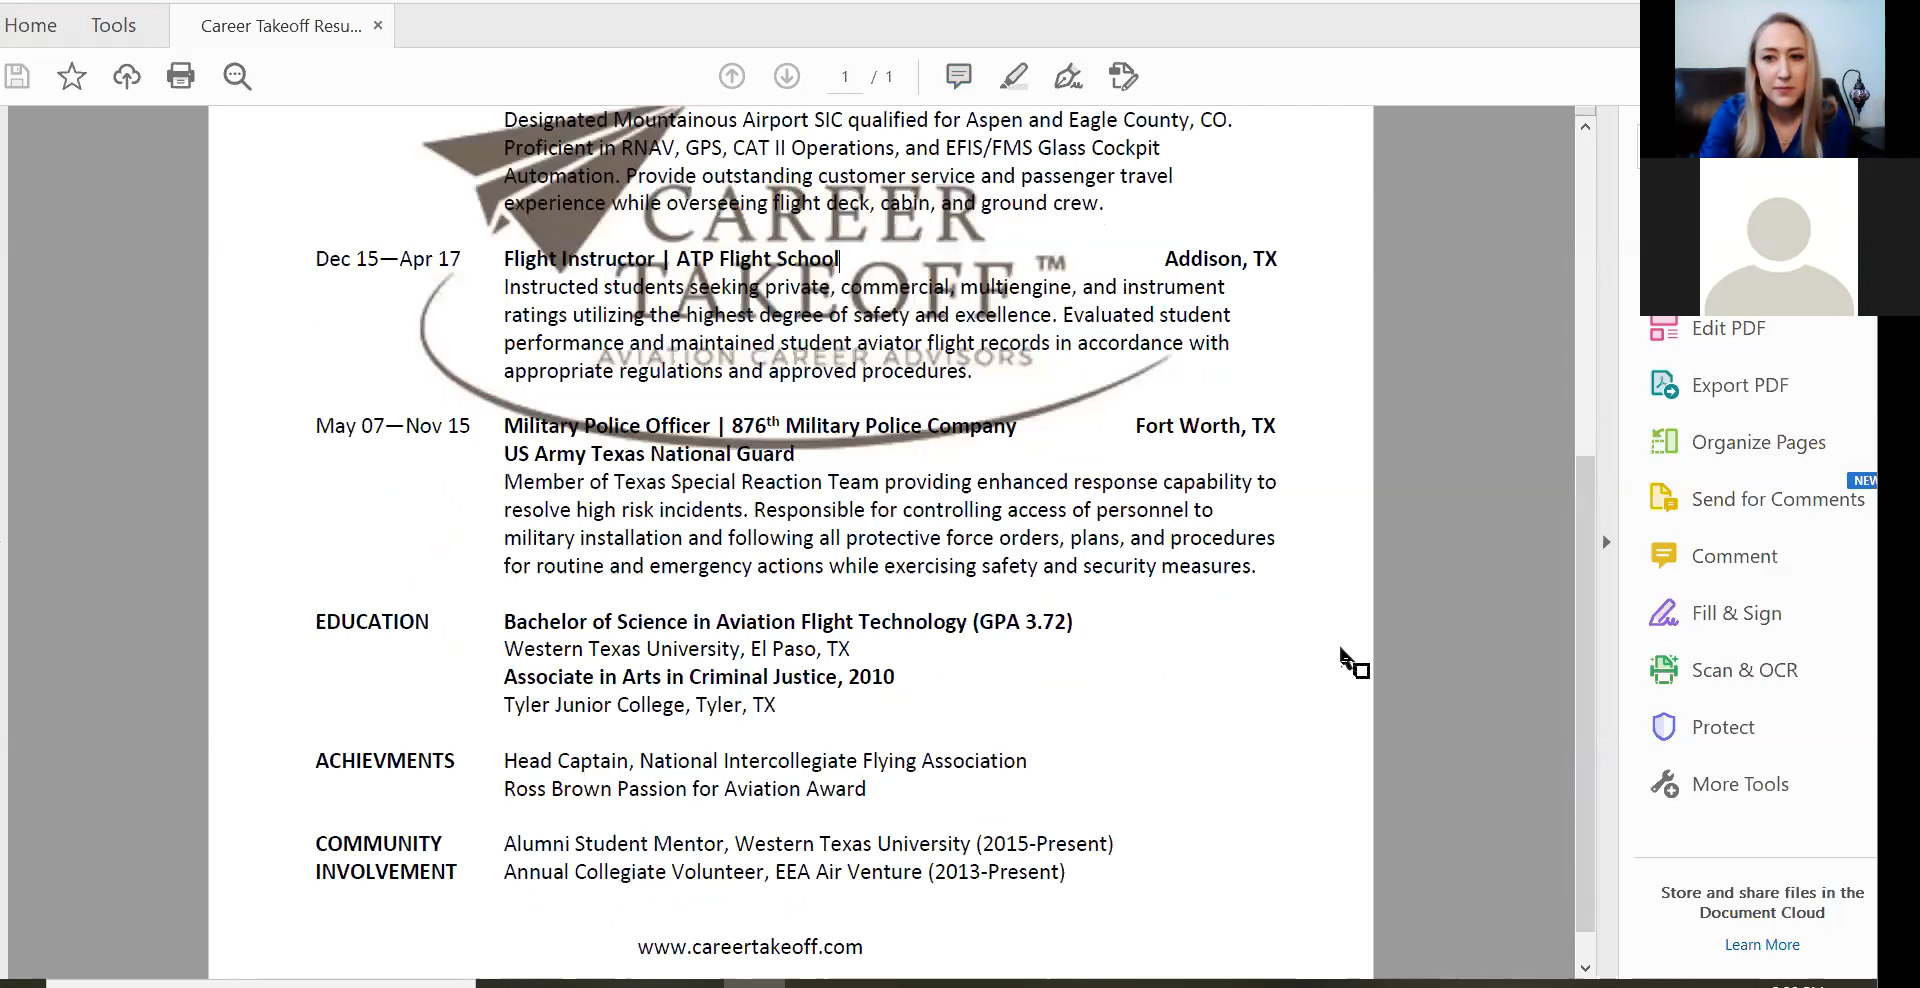 Home Tools Career Takeoff Resu... ×
1 / 1
Designated Mountainous Airport SIC qualified for Aspen and Eagle County, CO.
Proficient in RNAV, GPS, CAT II Operations, and EFIS/FMS Glass Cockpit
Automation. Provide outstanding customer service and passenger travel
experience while overseeing flight deck, cabin, and ground crew.
CAREER
TAKEOFF ™
AVIATION CAREER ADVISORS
Dec 15—Apr 17 Flight Instructor | ATP Flight School Addison, TX
Instructed students seeking private, commercial, multiengine, and instrument
ratings utilizing the highest degree of safety and excellence. Evaluated student
performance and maintained student aviator flight records in accordance with
appropriate regulations and approved procedures.
May 07—Nov 15 Military Police Officer | 876th Military Police Company Fort Worth, TX
US Army Texas National Guard
Member of Texas Special Reaction Team providing enhanced response capability to
resolve high risk incidents. Responsible for controlling access of personnel to
military installation and following all protective force orders, plans, and procedures
for routine and emergency actions while exercising safety and security measures.
EDUCATION Bachelor of Science in Aviation Flight Technology (GPA 3.72)
Western Texas University, El Paso, TX
Associate in Arts in Criminal Justice, 2010
Tyler Junior College, Tyler, TX
ACHIEVMENTS Head Captain, National Intercollegiate Flying Association
Ross Brown Passion for Aviation Award
COMMUNITY Alumni Student Mentor, Western Texas University (2015-Present)
INVOLVEMENT Annual Collegiate Volunteer, EEA Air Venture (2013-Present)
www.careertakeoff.com
Edit PDF
Export PDF
Organize Pages
NEW
Send for Comments
Comment
Fill & Sign
Scan & OCR
Protect
More Tools
Store and share files in the
Document Cloud
Learn More